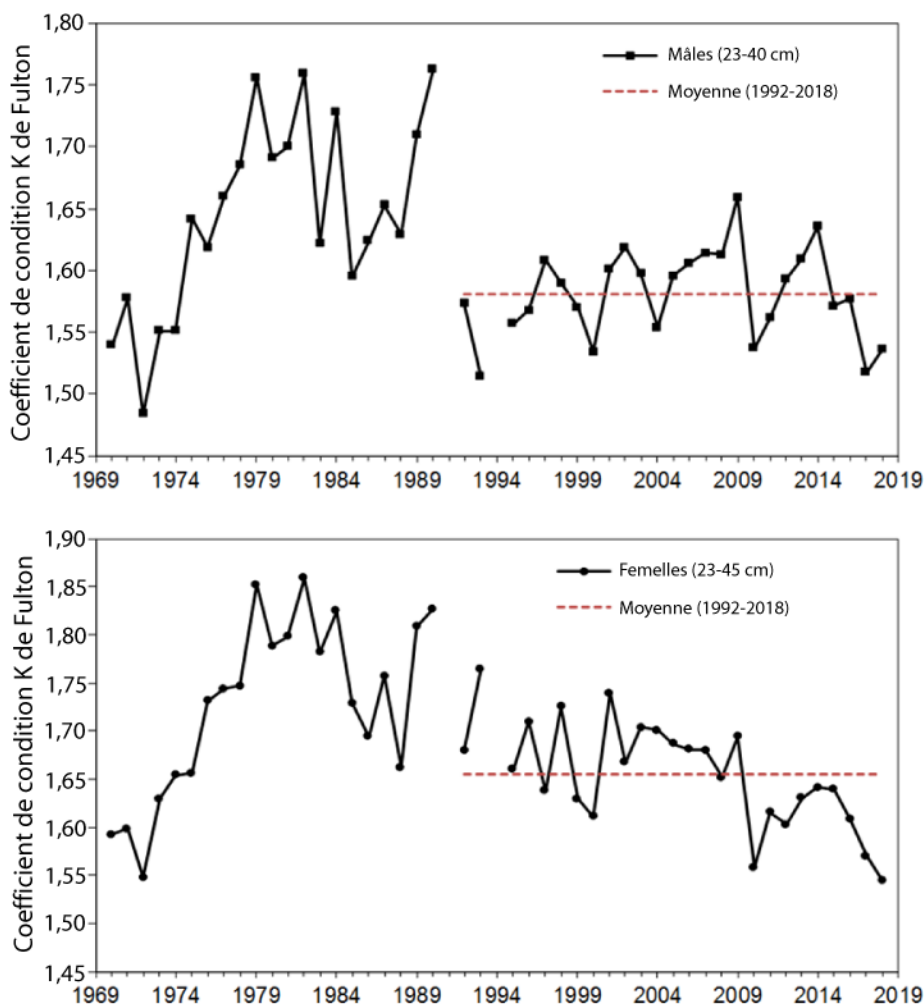 Coefficient de condition K de Fulton
1,80
1,75
1,70
1,65
1,60
1,55
1,50
1,45
Mâles (23-40 cm)
Moyenne (1992-2018)
1969 1974 1979 1984 1989 1994 1999 2004 2009 2014 2019
Coefficient de condition K de Fulton
1,90
1,85
1,80
1,75
1,70
1,65
1,60
1,55
1,50
1,45
Femelles (23-45 cm)
Moyenne (1992-2018)
1969 1974 1979 1984 1989 1994 1999 2004 2009 2014 2019